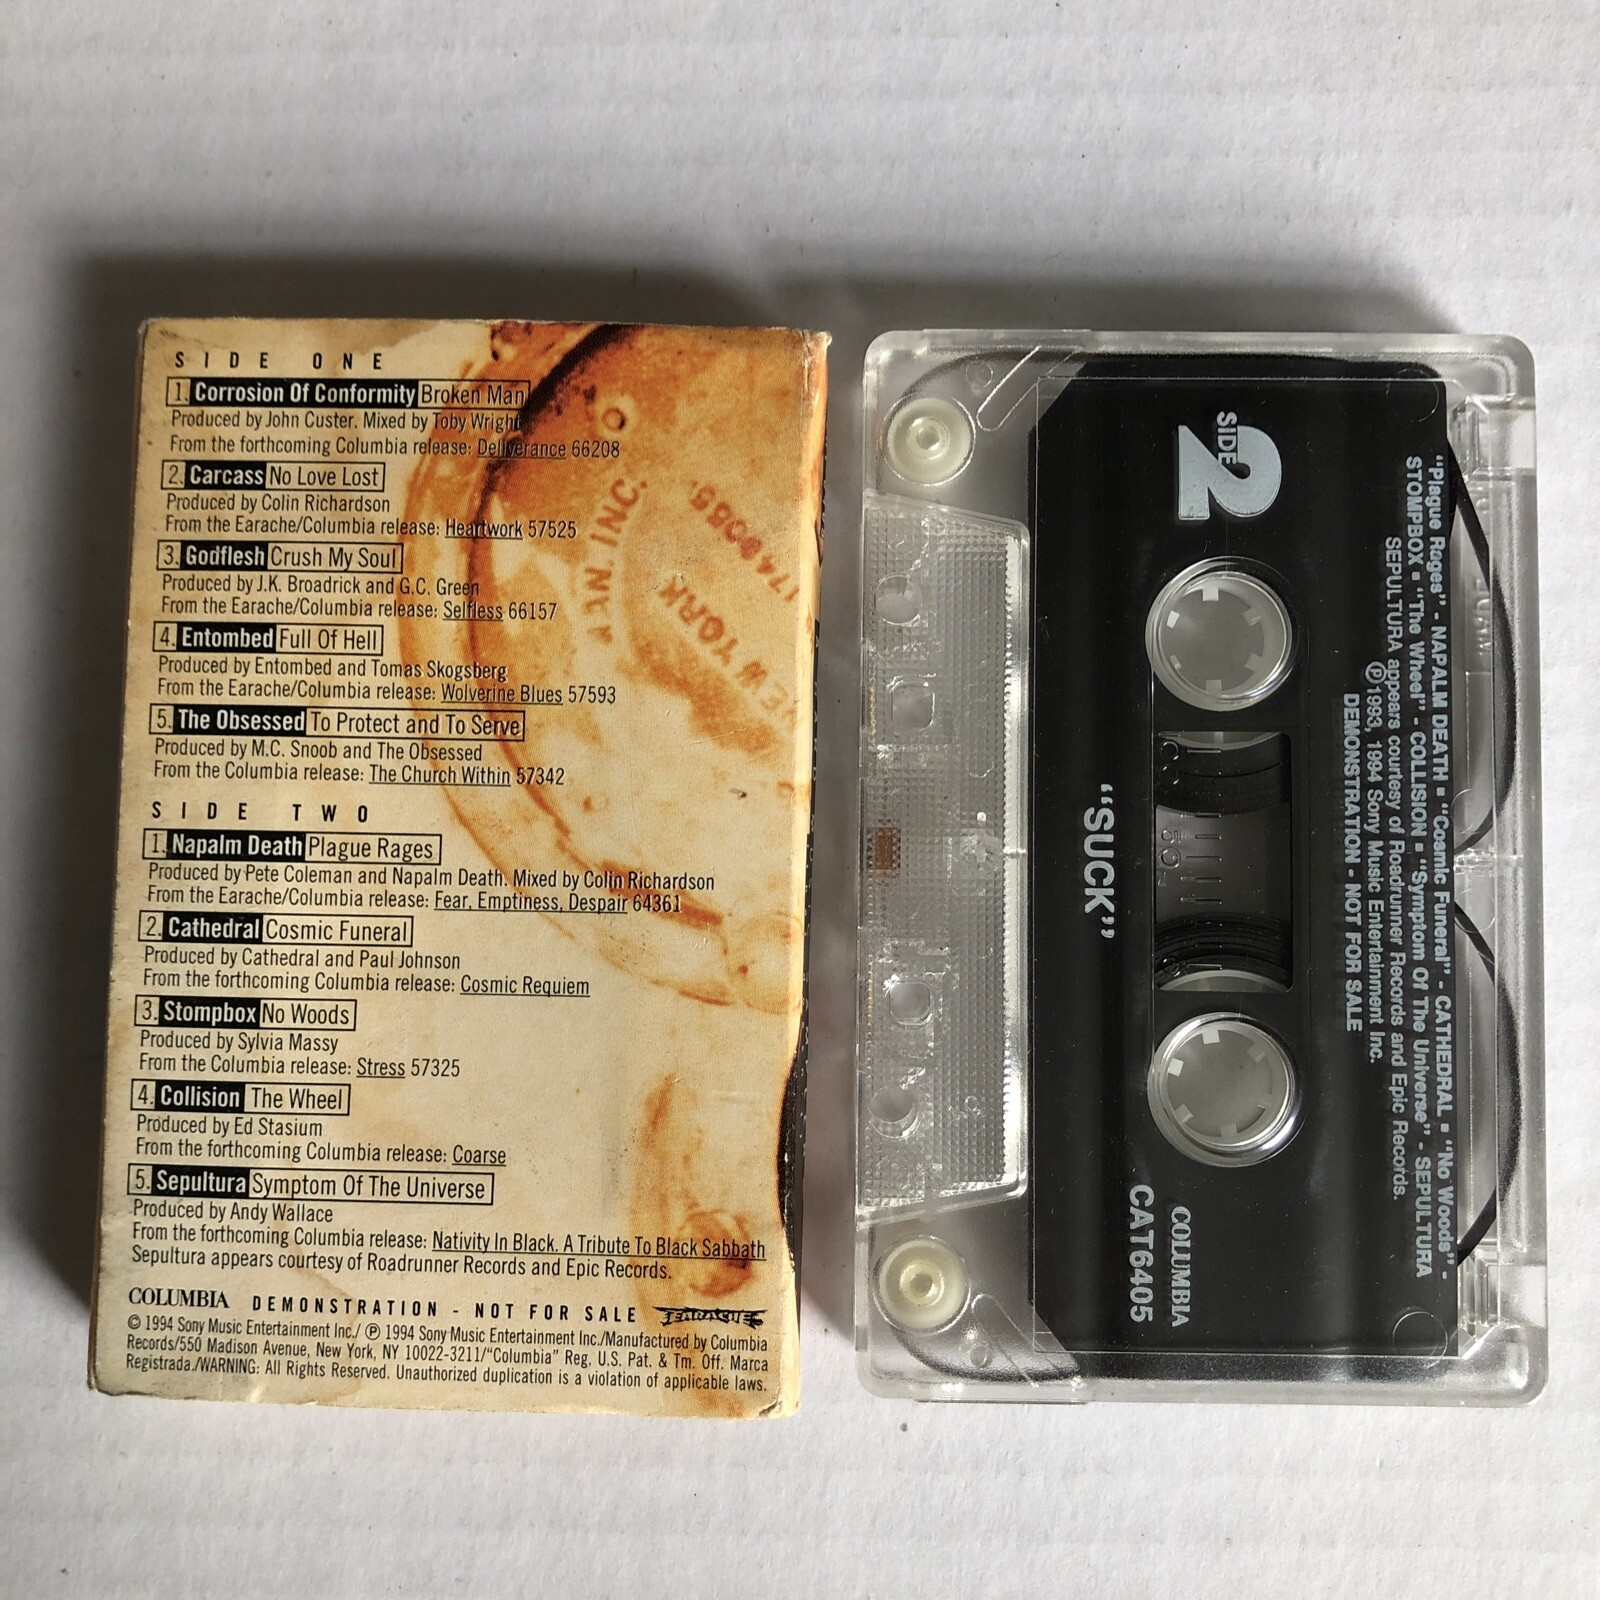 SIDE ONE
1. Corrosion Of Conformity Broken Man
Produced by John Custer. Mixed by Toby Wright
From the forthcoming Columbia release: Deliverance 66208
2. Carcass No Love Lost
Produced by Colin Richardson
From the Earache/Columbia release: Heartwork 57525
3. Godflesh Crush My Soul
Produced by J.K. Broadrick and G.C. Green
From the Earache/Columbia release: Selfless 66157
4. Entombed Full Of Hell
Produced by Entombed and Tomas Skogsberg
From the Earache/Columbia release: Wolverine Blues 57593
5. The Obsessed To Protect and To Serve
Produced by M.C. Snoob and The Obsessed
From the Columbia release: The Church Within 57342
SIDE TWO
1. Napalm Death Plague Rages
Produced by Pete Coleman and Napalm Death. Mixed by Colin Richardson
From the Earache/Columbia release: Fear, Emptiness, Despair 64361
2. Cathedral Cosmic Funeral
Produced by Cathedral and Paul Johnson
From the forthcoming Columbia release: Cosmic Requiem
3. Stompbox No Woods
Produced by Sylvia Massy
From the Columbia release: Stress 57325
4. Collision The Wheel
Produced by Ed Stasium
From the forthcoming Columbia release: Coarse
5. Sepultura Symptom Of The Universe
Produced by Andy Wallace
From the forthcoming Columbia release: Nativity In Black. A Tribute To Black Sabbath
Sepultura appears courtesy of Roadrunner Records and Epic Records.
COLUMBIA DEMONSTRATION - NOT FOR SALE EARACHE
© 1994 Sony Music Entertainment Inc./ ℗ 1994 Sony Music Entertainment Inc./Manufactured by Columbia
Records/550 Madison Avenue, New York, NY 10022-3211/"Columbia" Reg. U.S. Pat. & Tm. Off. Marca
Registrada./WARNING: All Rights Reserved. Unauthorized duplication is a violation of applicable laws.
INC.
NEW YORK
SIDE 2
"Plague Rages" - NAPALM DEATH ▪ "Cosmic Funeral" - CATHEDRAL ▪ "No Woods" -
STOMPBOX ▪ "The Wheel" - COLLISION ▪ "Symptom Of The Universe" - SEPULTURA
SEPULTURA appears courtesy of Roadrunner Records and Epic Records.
℗1993, 1994 Sony Music Entertainment Inc.
DEMONSTRATION - NOT FOR SALE
50
"SUCK"
COLUMBIA
CAT6405